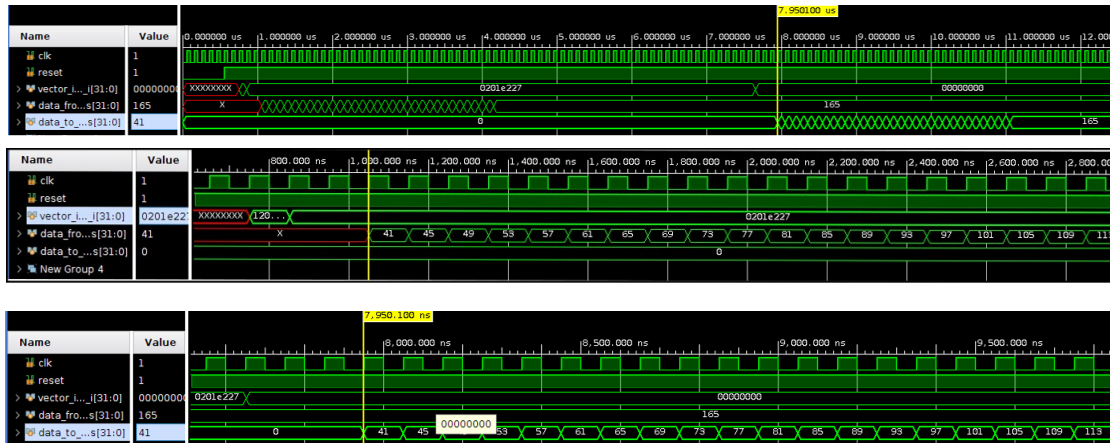 7.950100 us
Name Value 0.000000 us 1.000000 us 2.000000 us 3.000000 us 4.000000 us 5.000000 us 6.000000 us 7.000000 us 8.000000 us 9.000000 us 10.000000 us 11.000000 us 12.00
clk 1
reset 1
vector_i..._i[31:0] 00000000 XXXXXXXX 0201e227 00000000
data_fro...s[31:0] 165 X 165
data_to_...s[31:0] 41 0 165
Name Value 800.000 ns 1,000.000 ns 1,200.000 ns 1,400.000 ns 1,600.000 ns 1,800.000 ns 2,000.000 ns 2,200.000 ns 2,400.000 ns 2,600.000 ns 2,800.00
clk 1
reset 1
vector_i..._i[31:0] 0201e227 XXXXXXXX 120... 0201e227
data_fro...s[31:0] 41 X 41 45 49 53 57 61 65 69 73 77 81 85 89 93 97 101 105 109 113
data_to_...s[31:0] 0 0
New Group 4
7,950.100 ns
Name Value 8,000.000 ns 8,500.000 ns 9,000.000 ns 9,500.000 ns
clk 1
reset 1
vector_i..._i[31:0] 00000000 0201e227 00000000
data_fro...s[31:0] 165 165
data_to_...s[31:0] 41 0 41 45 00000000 53 57 61 65 69 73 77 81 85 89 93 97 101 105 109 113